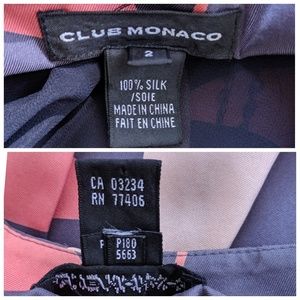 CLUB MONACO
2
100% SILK
/SOIE
MADE IN CHINA
FAIT EN CHINE
CA 03234
RN 77406
P180
5663